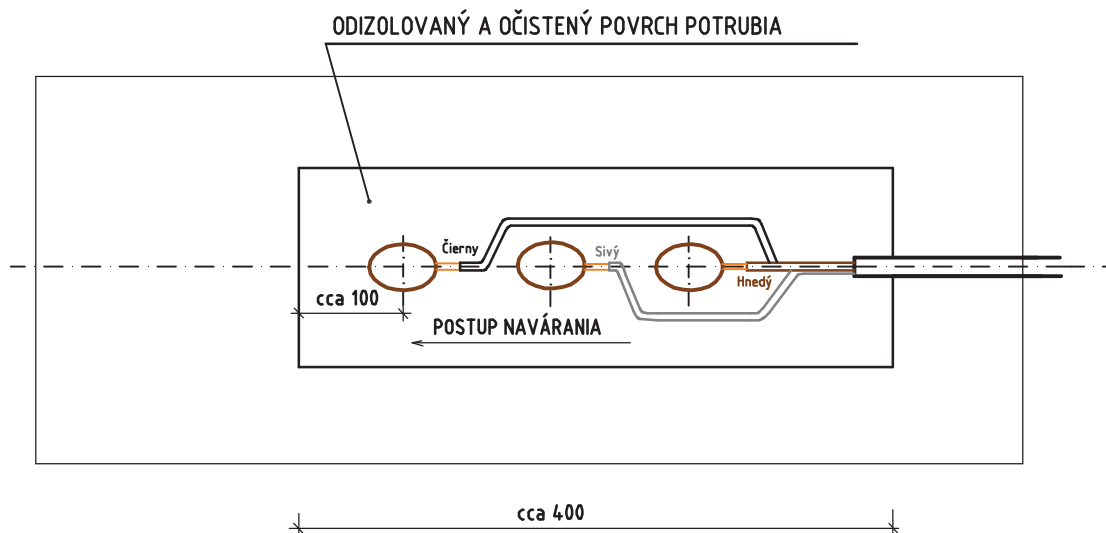 ODIZOLOVANÝ A OČISTENÝ POVRCH POTRUBIA
Čierny
Sivý
Hnedý
cca 100
POSTUP NAVÁRANIA
cca 400